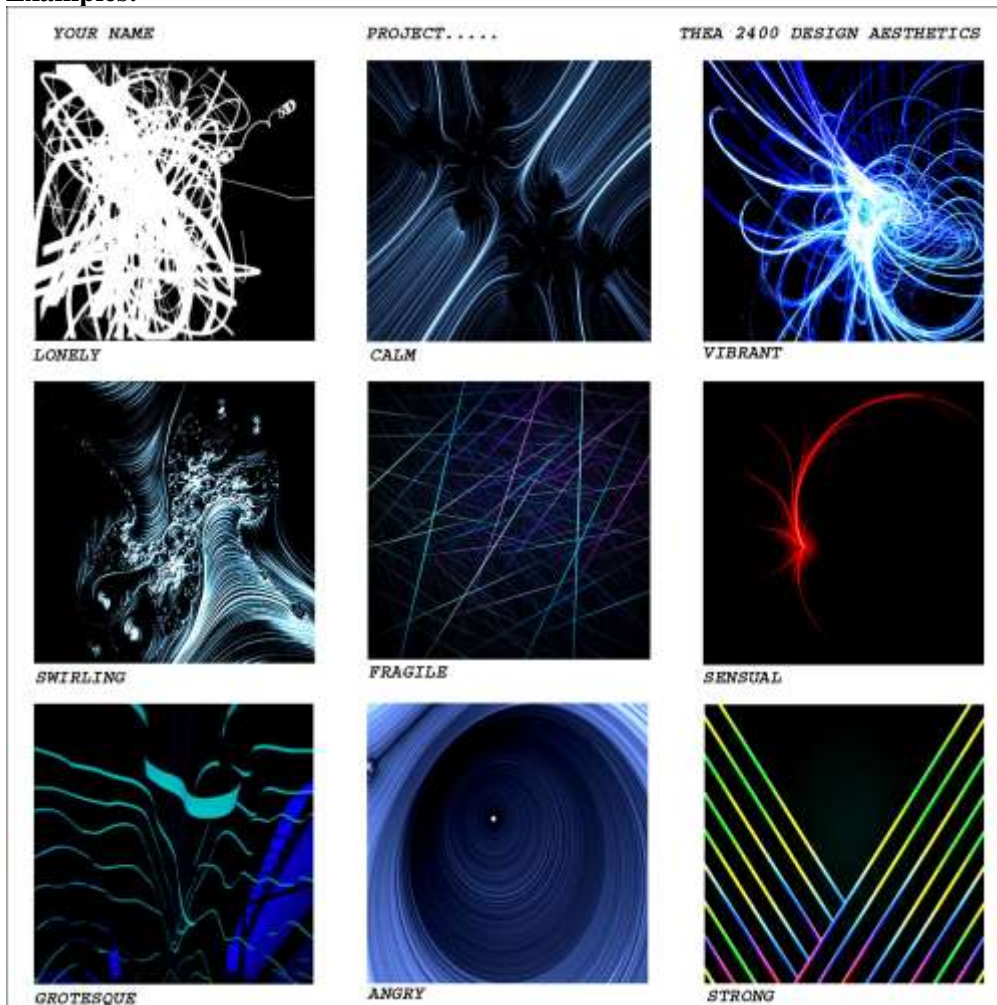 Examples:
YOUR NAME PROJECT..... THEA 2400 DESIGN AESTHETICS
LONELY CALM VIBRANT
SWIRLING FRAGILE SENSUAL
GROTESQUE ANGRY STRONG